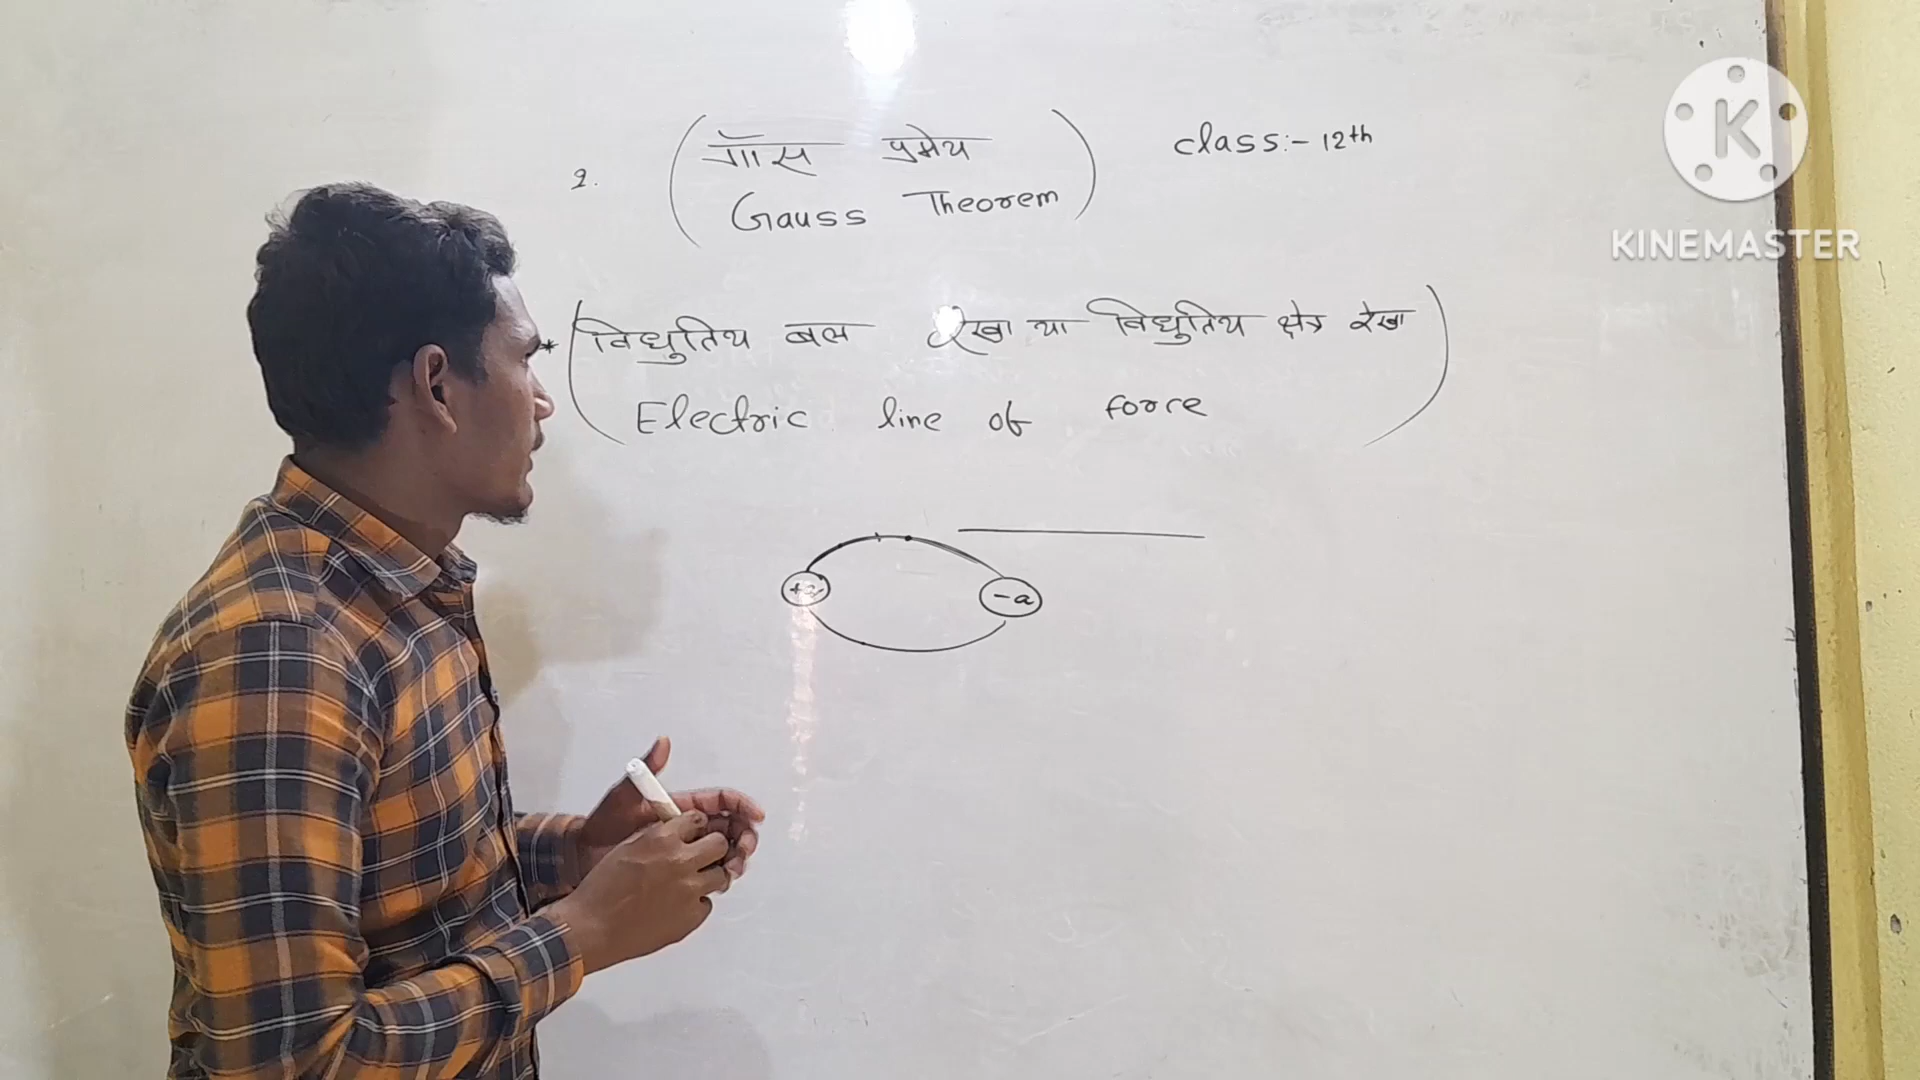 2. गॉस प्रमेय class:- 12th
Gauss Theorem
* विधुतिय बल रेखा या विधुतिय क्षेत्र रेखा
Electric line of force
-a
K
KINEMASTER